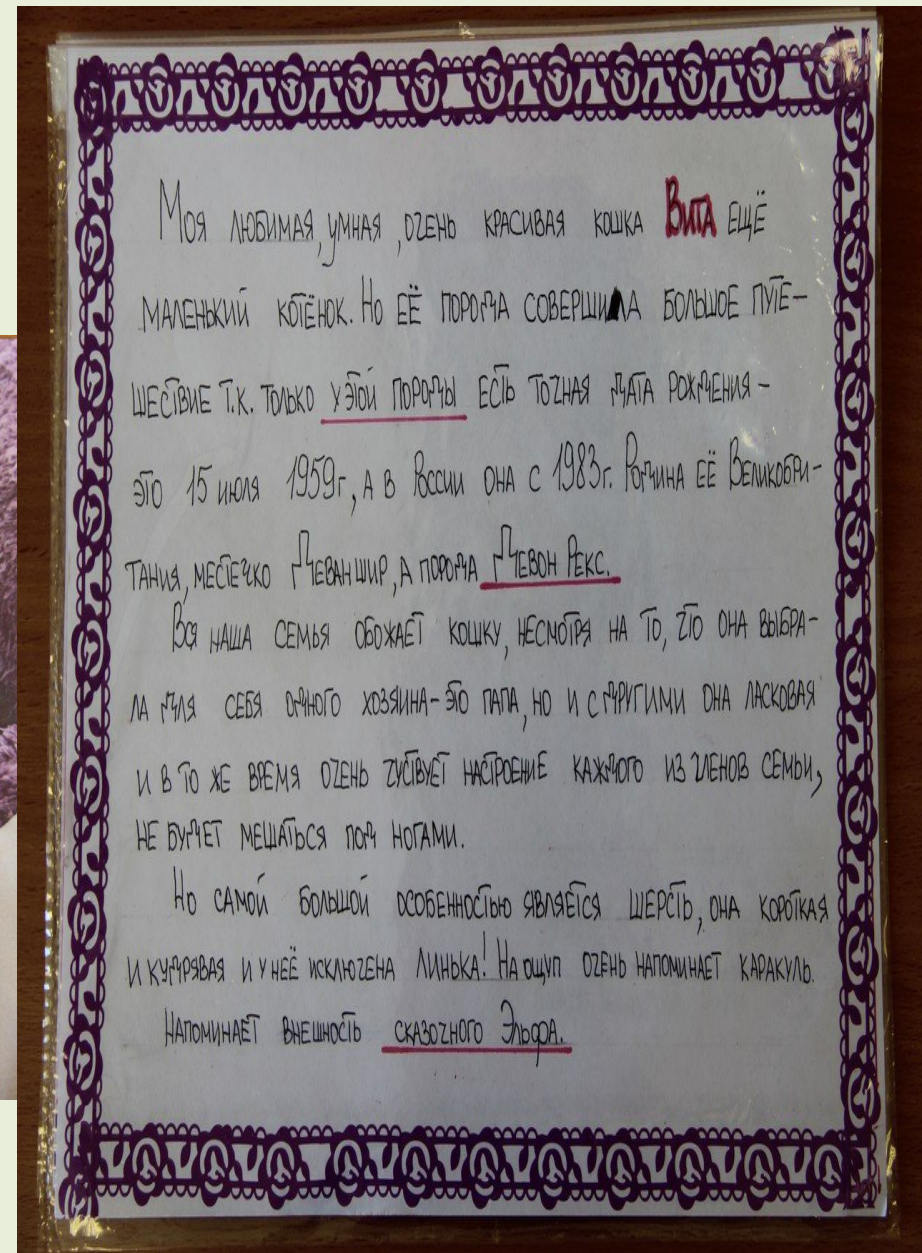 Моя любимая, умная, очень красивая кошка Вита ещё
маленький котёнок. Но её порода совершила большое путе-
шествие т.к. только у этой породы есть точная дата рождения-
это 15 июля 1959г, а в России она с 1983г. Родина её Великобри-
тания, местечко Деваншир, а порода Девон Рекс.
Вся наша семья обожает кошку, несмотря на то, что она выбра-
ла для себя одного хозяина-это папа, но и с другими она ласковая
и в то же время очень чуствует настроение каждого из членов семьи,
не будет мешаться под ногами.
Но самой большой особенностью является шерсть, она короткая
и кудрявая и у неё исключена линька! На ощуп очень напоминает каракуль.
Напоминает внешность сказочного Эльфа.